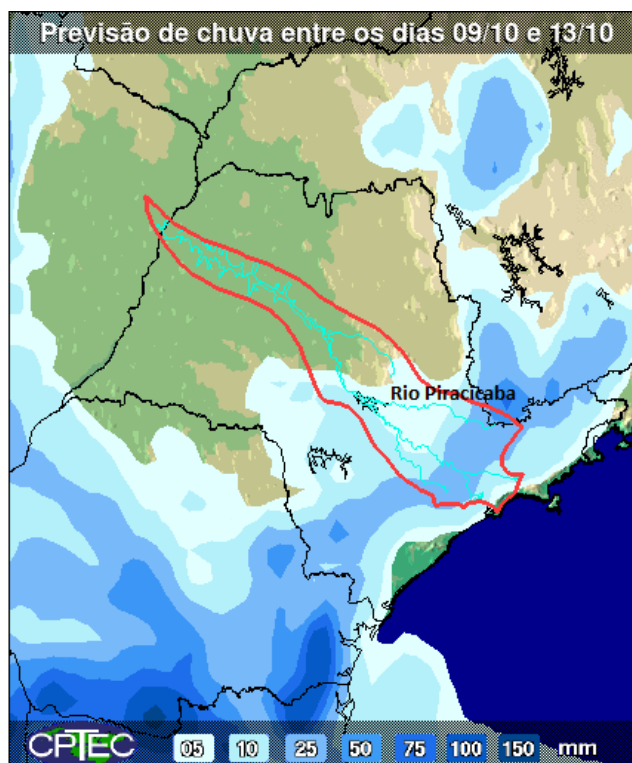 Previsão de chuva entre os dias 09/10 e 13/10
Rio Piracicaba
CPTEC 05 10 25 50 75 100 150 mm